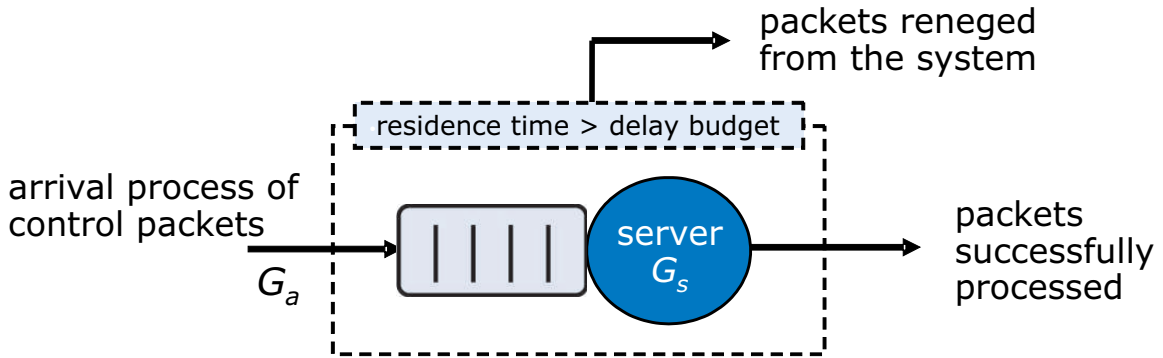 packets reneged
from the system
residence time > delay budget
arrival process of
control packets
Gₐ
server
Gₛ
packets
successfully
processed